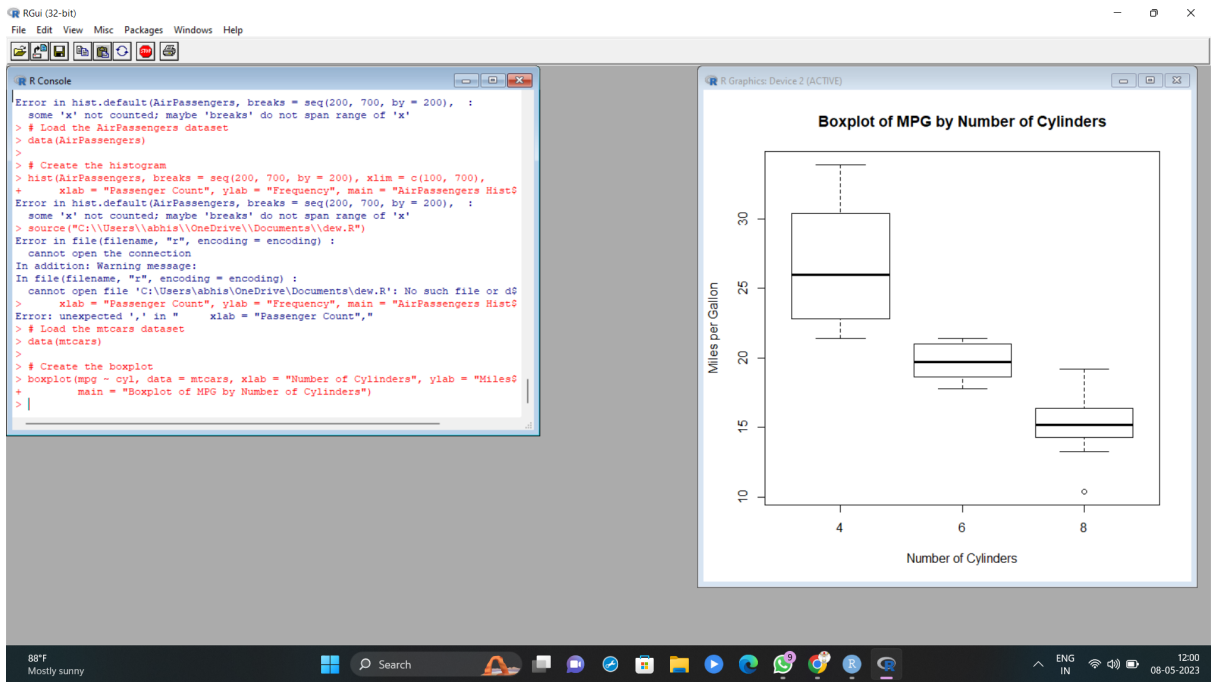 RGui (32-bit)
File Edit View Misc Packages Windows Help
STOP
R Console
Error in hist.default(AirPassengers, breaks = seq(200, 700, by = 200),  :
  some 'x' not counted; maybe 'breaks' do not span range of 'x'
> # Load the AirPassengers dataset
> data(AirPassengers)
>
> # Create the histogram
> hist(AirPassengers, breaks = seq(200, 700, by = 200), xlim = c(100, 700),
+      xlab = "Passenger Count", ylab = "Frequency", main = "AirPassengers Hist$
Error in hist.default(AirPassengers, breaks = seq(200, 700, by = 200),  :
  some 'x' not counted; maybe 'breaks' do not span range of 'x'
> source("C:\\Users\\abhis\\OneDrive\\Documents\\dew.R")
Error in file(filename, "r", encoding = encoding) :
  cannot open the connection
In addition: Warning message:
In file(filename, "r", encoding = encoding) :
  cannot open file 'C:\Users\abhis\OneDrive\Documents\dew.R': No such file or d$
>      xlab = "Passenger Count", ylab = "Frequency", main = "AirPassengers Hist$
Error: unexpected ',' in "     xlab = "Passenger Count","
> # Load the mtcars dataset
> data(mtcars)
>
> # Create the boxplot
> boxplot(mpg ~ cyl, data = mtcars, xlab = "Number of Cylinders", ylab = "Miles$
+         main = "Boxplot of MPG by Number of Cylinders")
>
R Graphics: Device 2 (ACTIVE)
Boxplot of MPG by Number of Cylinders
Miles per Gallon
30
25
20
15
10
4 6 8
Number of Cylinders
88°F
Mostly sunny
Search
9
ENG
IN
12:00
08-05-2023